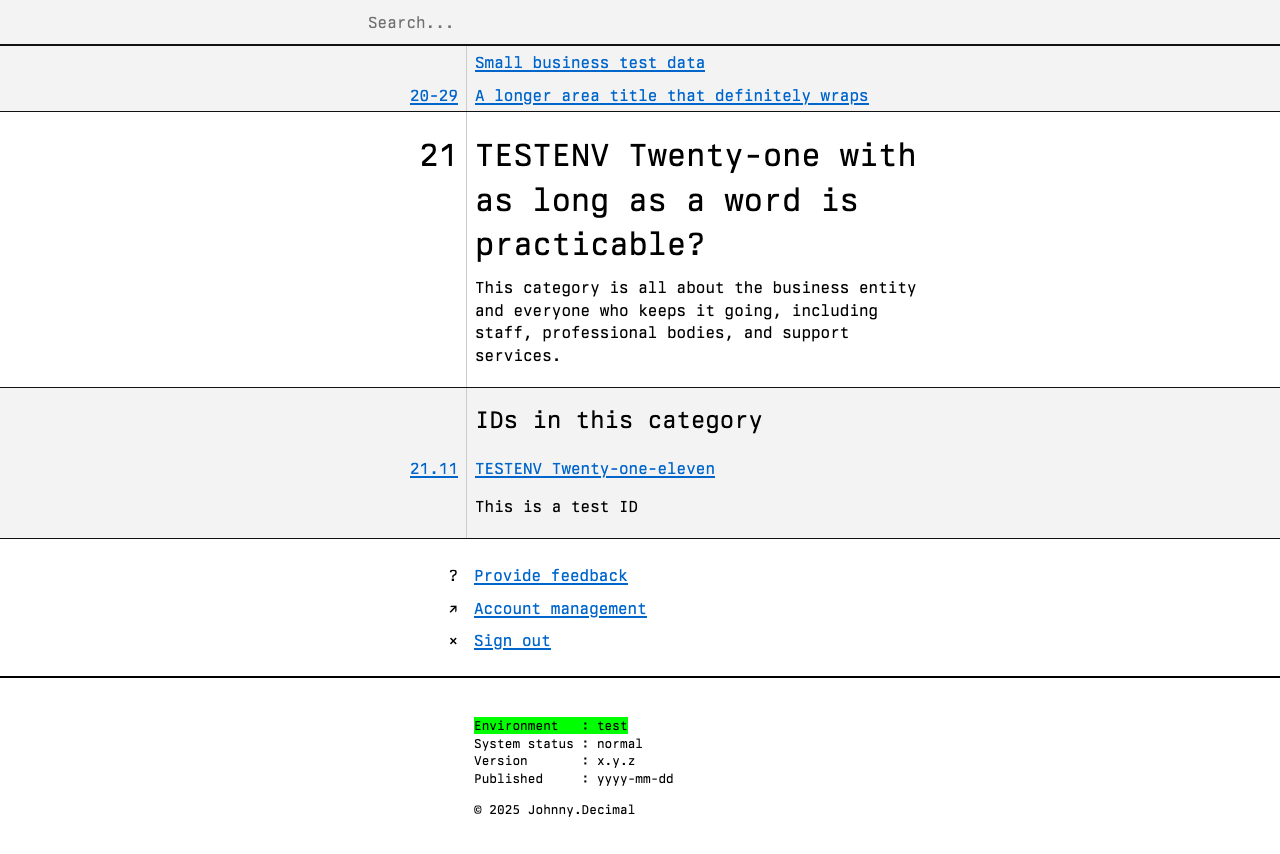 Search...
Small business test data
20-29 A longer area title that definitely wraps
21 TESTENV Twenty-one with
as long as a word is
practicable?
This category is all about the business entity
and everyone who keeps it going, including
staff, professional bodies, and support
services.
IDs in this category
21.11 TESTENV Twenty-one-eleven
This is a test ID
? Provide feedback
↗ Account management
× Sign out
Environment : test
System status : normal
Version : x.y.z
Published : yyyy-mm-dd
© 2025 Johnny.Decimal